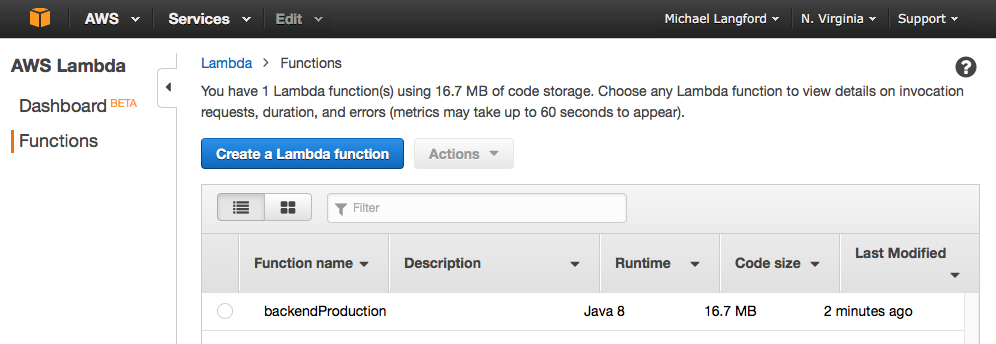 AWS Services Edit Michael Langford N. Virginia Support
AWS Lambda
Dashboard BETA
Functions
Lambda > Functions
?
You have 1 Lambda function(s) using 16.7 MB of code storage. Choose any Lambda function to view details on invocation
requests, duration, and errors (metrics may take up to 60 seconds to appear).
Create a Lambda function Actions
Filter
Function name Description Runtime Code size Last Modified
backendProduction Java 8 16.7 MB 2 minutes ago